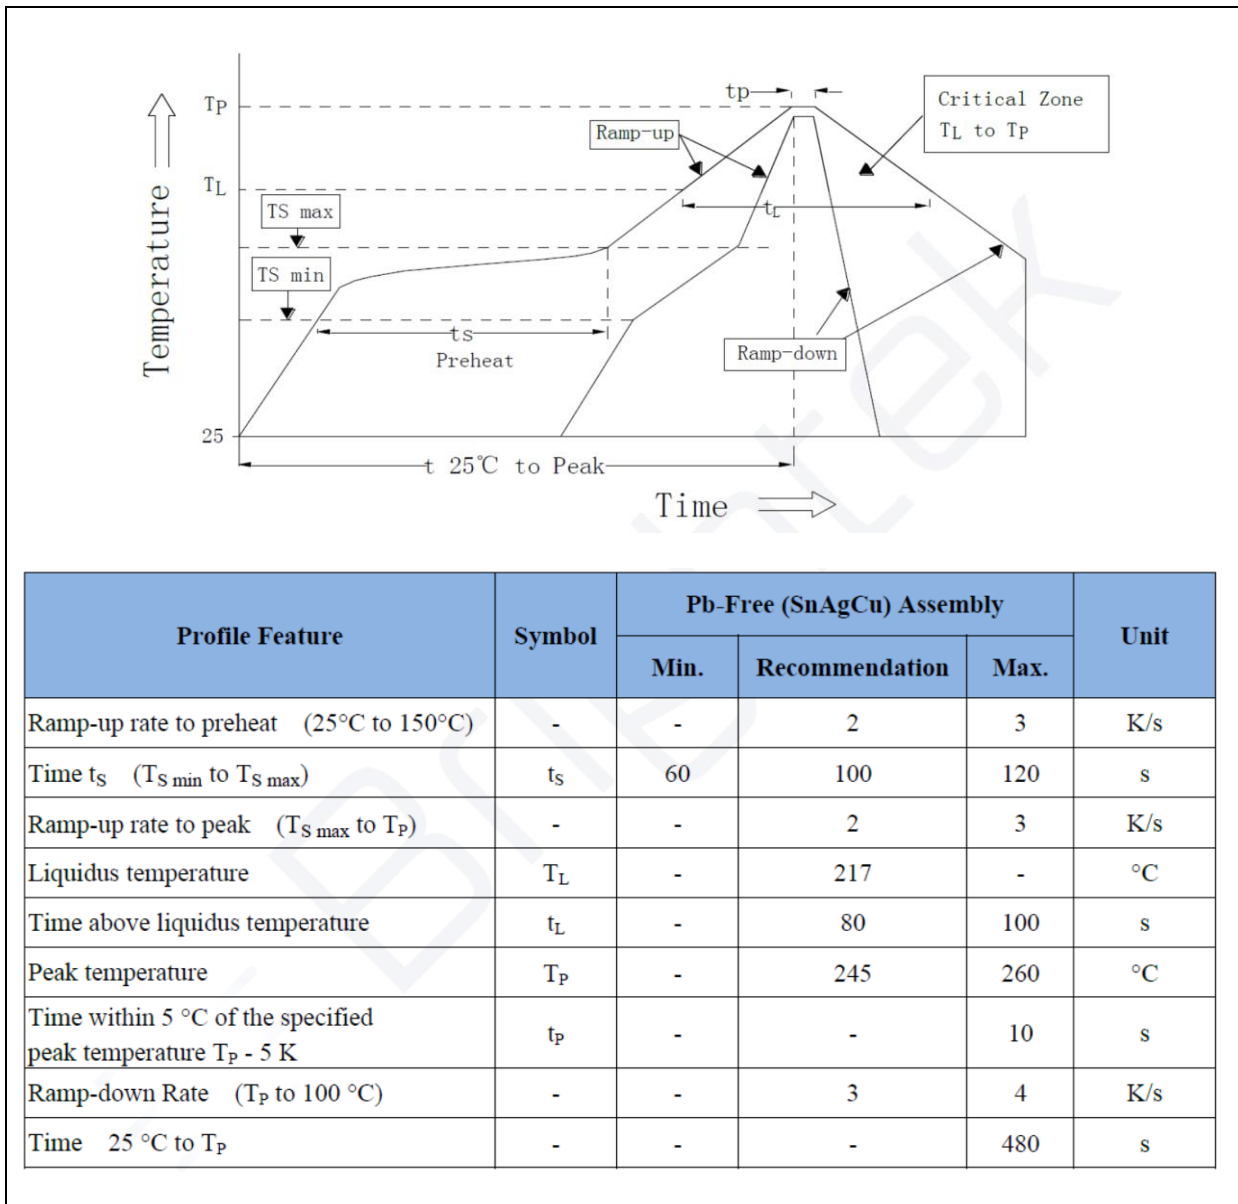 tp
Critical Zone
TL to TP
TP
Ramp-up
TL
TS max
tL
TS min
ts
Preheat
Ramp-down
Temperature
25
t 25℃ to Peak
Time
Brightek
Profile Feature Symbol Pb-Free (SnAgCu) Assembly Unit
Min. Recommendation Max.
Ramp-up rate to preheat (25°C to 150°C) - - 2 3 K/s
Time tS (TS min to TS max) tS 60 100 120 s
Ramp-up rate to peak (TS max to TP) - - 2 3 K/s
Liquidus temperature TL - 217 - °C
Time above liquidus temperature tL - 80 100 s
Peak temperature TP - 245 260 °C
Time within 5 °C of the specified
peak temperature TP - 5 K tP - - 10 s
Ramp-down Rate (TP to 100 °C) - - 3 4 K/s
Time 25 °C to TP - - - 480 s